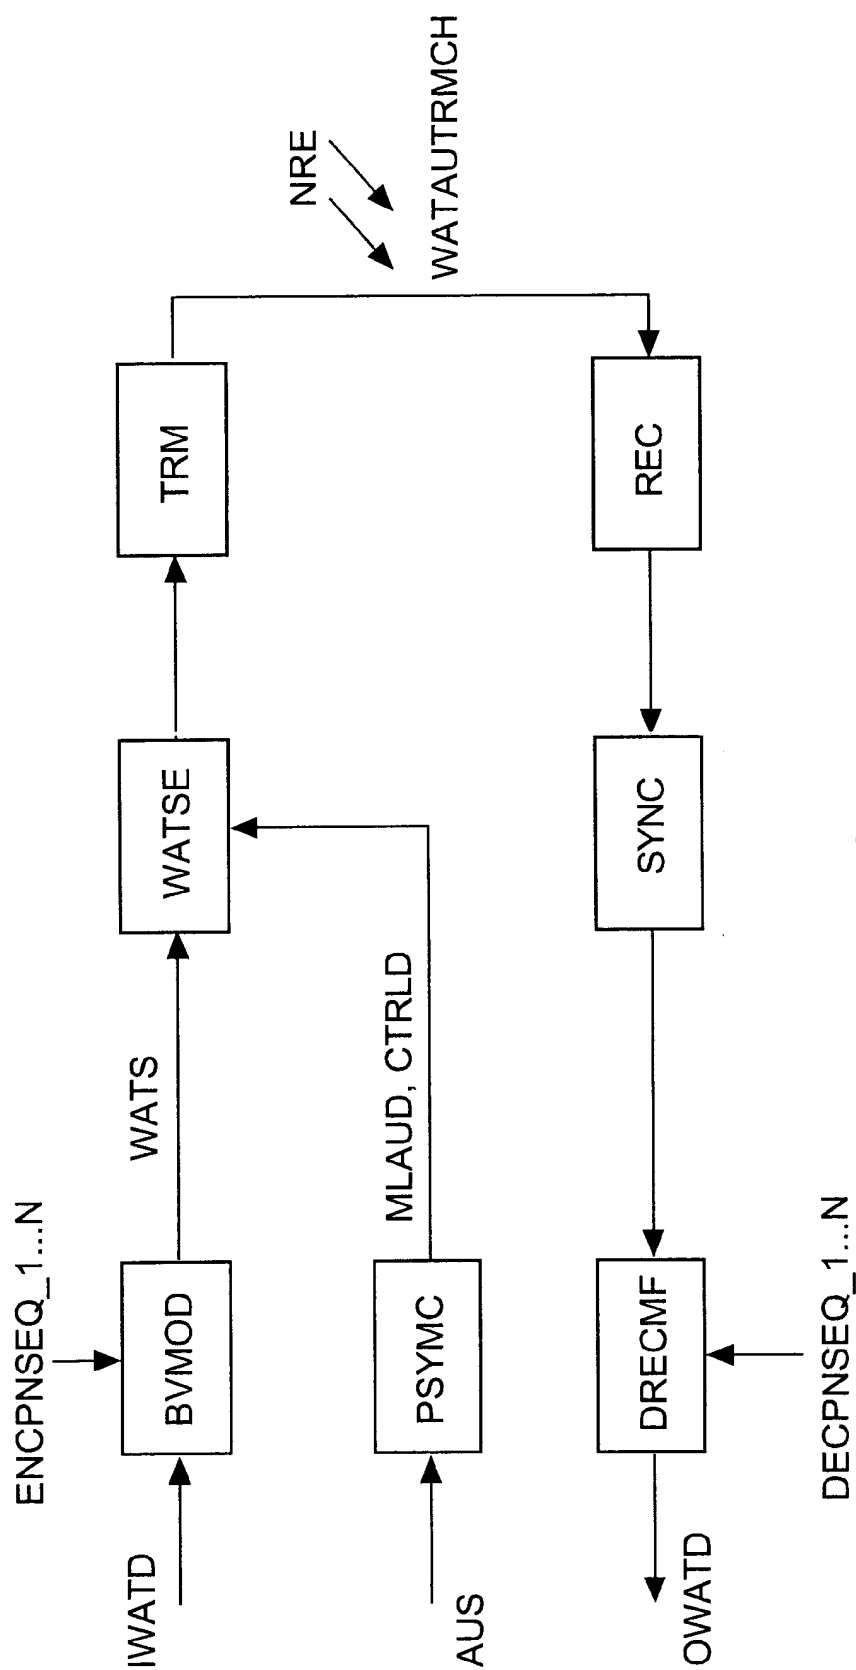 ENCPNSEQ_1...N
IWATD
BVMOD
WATS
WATSE
TRM
NRE
WATAUTRMCH
AUS
PSYMC
MLAUD, CTRLD
OWATD
DRECMF
SYNC
REC
DECPNSEQ_1...N